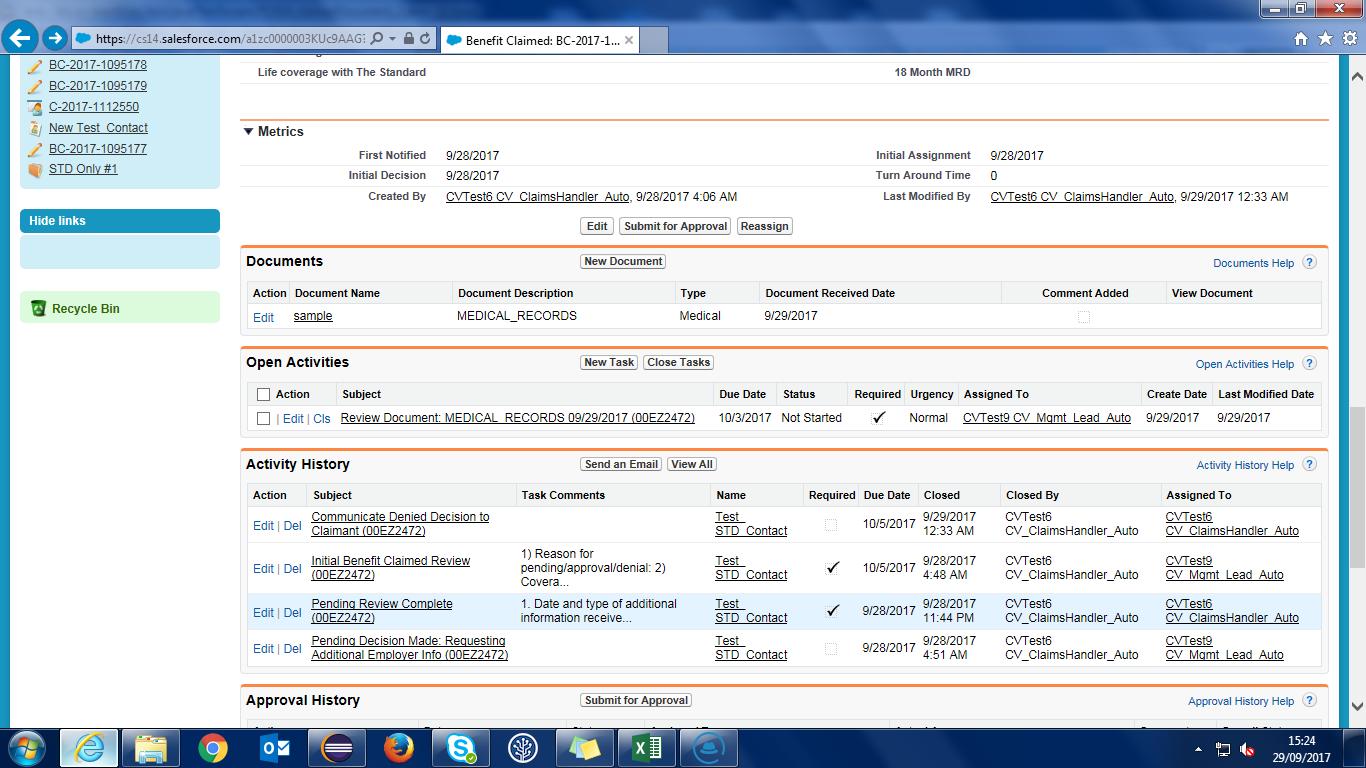 https://cs14.salesforce.com/a1zc0000003KUc9AAG
Benefit Claimed: BC-2017-1...
BC-2017-1095178
BC-2017-1095179
C-2017-1112550
New Test_Contact
BC-2017-1095177
STD Only #1
Hide links
Recycle Bin
Life coverage with The Standard
18 Month MRD
Metrics
First Notified 9/28/2017 Initial Assignment 9/28/2017
Initial Decision 9/28/2017 Turn Around Time 0
Created By CVTest6 CV_ClaimsHandler_Auto, 9/28/2017 4:06 AM Last Modified By CVTest6 CV_ClaimsHandler_Auto, 9/29/2017 12:33 AM
Edit Submit for Approval Reassign
Documents New Document Documents Help ?
Action Document Name Document Description Type Document Received Date Comment Added View Document
Edit sample MEDICAL_RECORDS Medical 9/29/2017
Open Activities New Task Close Tasks Open Activities Help ?
Action Subject Due Date Status Required Urgency Assigned To Create Date Last Modified Date
| Edit | Cls Review Document: MEDICAL_RECORDS 09/29/2017 (00EZ2472) 10/3/2017 Not Started Normal CVTest9 CV_Mgmt_Lead_Auto 9/29/2017 9/29/2017
Activity History Send an Email View All Activity History Help ?
Action Subject Task Comments Name Required Due Date Closed Closed By Assigned To
Communicate Denied Decision to Test_ 9/29/2017 CVTest6 CVTest6
Edit | Del Claimant (00EZ2472) STD_Contact 10/5/2017 12:33 AM CV_ClaimsHandler_Auto CV_ClaimsHandler_Auto
1) Reason for
Initial Benefit Claimed Review pending/approval/denial: 2) Test_ 9/28/2017 CVTest6 CVTest9
Edit | Del (00EZ2472) Covera... STD_Contact 10/5/2017 4:48 AM CV_ClaimsHandler_Auto CV_Mgmt_Lead_Auto
Pending Review Complete 1. Date and type of additional Test_ 9/28/2017 CVTest6 CVTest6
Edit | Del (00EZ2472) information receive... STD_Contact 9/28/2017 11:44 PM CV_ClaimsHandler_Auto CV_ClaimsHandler_Auto
Pending Decision Made: Requesting Test_ 9/28/2017 CVTest6 CVTest9
Edit | Del Additional Employer Info (00EZ2472) STD_Contact 9/28/2017 4:51 AM CV_ClaimsHandler_Auto CV_Mgmt_Lead_Auto
Approval History Submit for Approval Approval History Help ?
15:24
29/09/2017